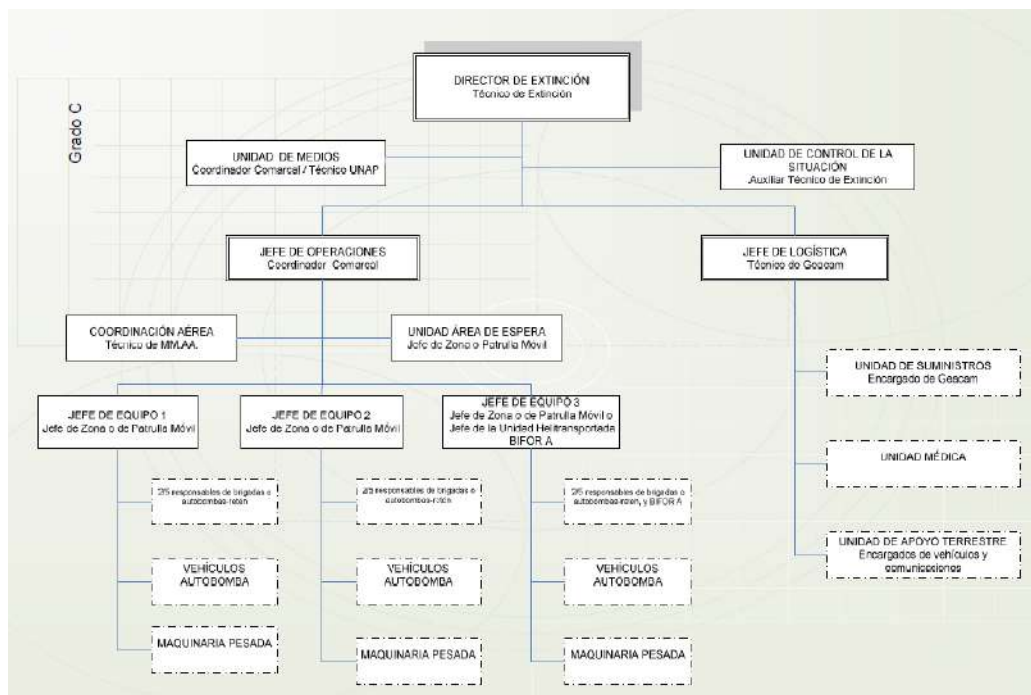 Grado C
DIRECTOR DE EXTINCIÓN
Técnico de Extinción
UNIDAD DE MEDIOS
Coordinador Comarcal / Técnico UNAP
UNIDAD DE CONTROL DE LA
SITUACIÓN
Auxiliar Técnico de Extinción
JEFE DE OPERACIONES
Coordinador Comarcal
JEFE DE LOGÍSTICA
Técnico de Geacam
COORDINACIÓN AÉREA
Técnico de MM.AA.
UNIDAD ÁREA DE ESPERA
Jefe de Zona o Patrulla Móvil
JEFE DE EQUIPO 1
Jefe de Zona o de Patrulla Móvil
JEFE DE EQUIPO 2
Jefe de Zona o de Patrulla Móvil
JEFE DE EQUIPO 3
Jefe de Zona o de Patrulla Móvil o
Jefe de la Unidad Helitransportada
BIFOR A
UNIDAD DE SUMINISTROS
Encargado de Geacam
UNIDAD MÉDICA
UNIDAD DE APOYO TERRESTRE
Encargados de vehículos y
comunicaciones
2/5 responsables de brigadas o
autobombas-retén
2/5 responsables de brigadas o
autobombas-retén
2/5 responsables de brigadas o
autobombas-retén, y BIFOR A
VEHÍCULOS
AUTOBOMBA
VEHÍCULOS
AUTOBOMBA
VEHÍCULOS
AUTOBOMBA
MAQUINARIA PESADA
MAQUINARIA PESADA
MAQUINARIA PESADA